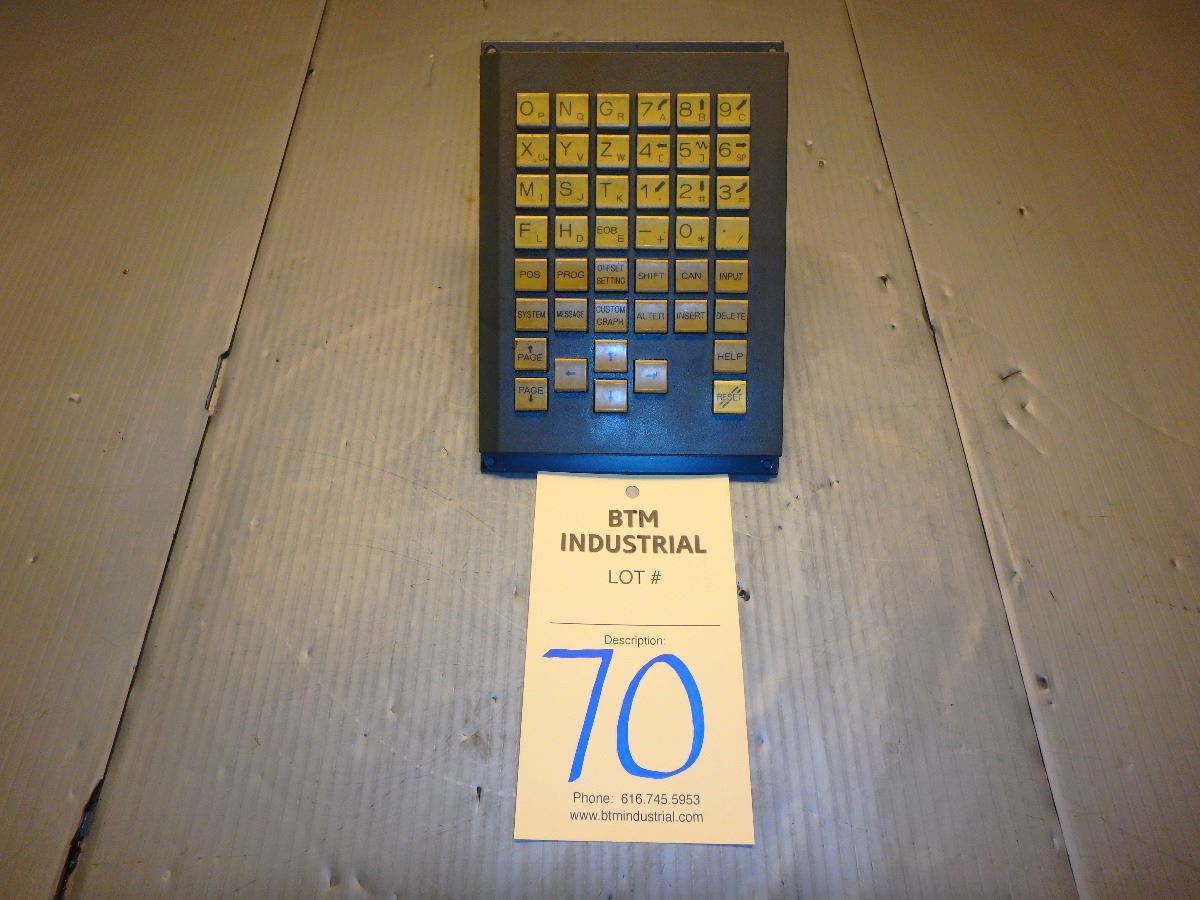 O P N Q G R 7 A 8 B 9 C
X U Y V Z W 4 [ 5 ] 6 SP
M I S J T K 1 , 2 # 3 =
F L H D EOB E - + 0 * . /
POS PROG OFFSET SETTING SHIFT CAN INPUT
SYSTEM MESSAGE CUSTOM GRAPH ALTER INSERT DELETE
↑ PAGE ↑ HELP
← ↵
PAGE ↓ ↓ RESET
BTM
INDUSTRIAL
LOT #
Description:
70
Phone: 616.745.5953
www.btmindustrial.com